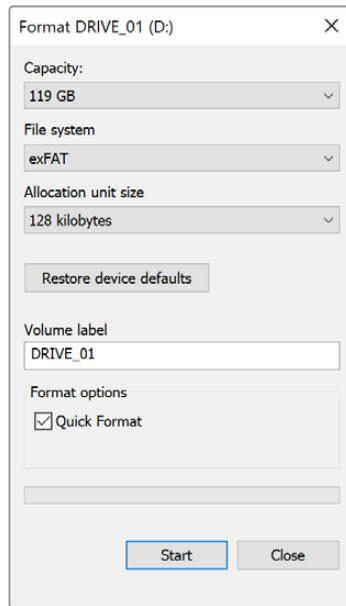 Format DRIVE_01 (D:)
Capacity:
119 GB
File system
exFAT
Allocation unit size
128 kilobytes
Restore device defaults
Volume label
DRIVE_01
Format options
Quick Format
Start Close